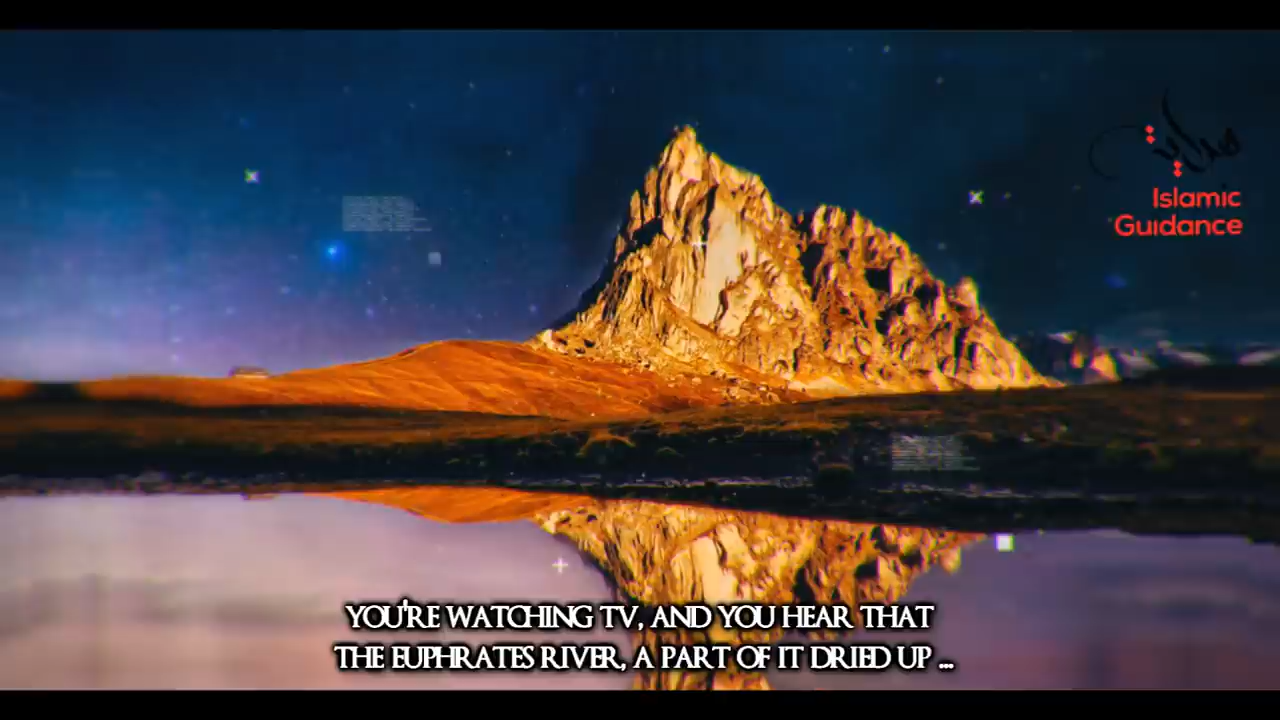 Islamic
Guidance
YOU'RE WATCHING TV, AND YOU HEAR THAT
THE EUPHRATES RIVER, A PART OF IT DRIED UP ...